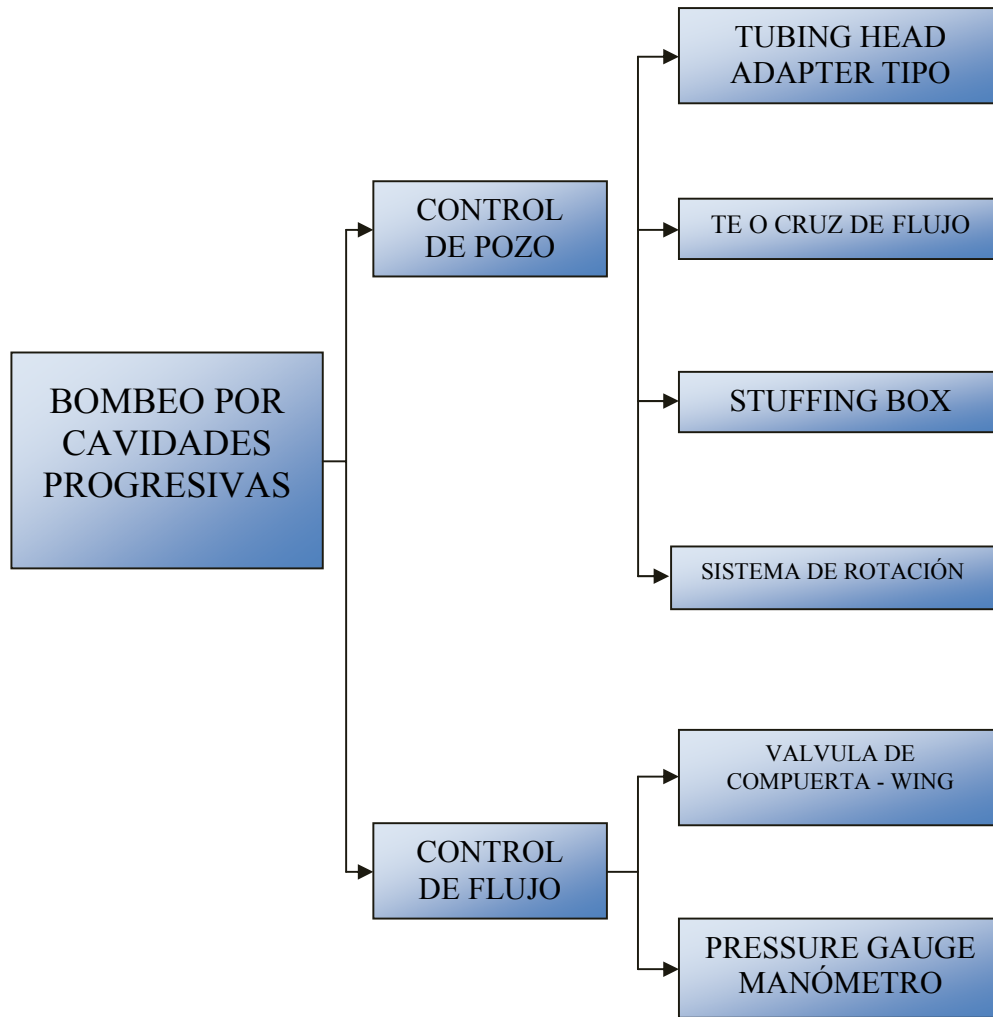 TUBING HEAD
ADAPTER TIPO
CONTROL
DE POZO
TE O CRUZ DE FLUJO
BOMBEO POR
CAVIDADES
PROGRESIVAS
STUFFING BOX
SISTEMA DE ROTACIÓN
VALVULA DE
COMPUERTA - WING
CONTROL
DE FLUJO
PRESSURE GAUGE
MANÓMETRO